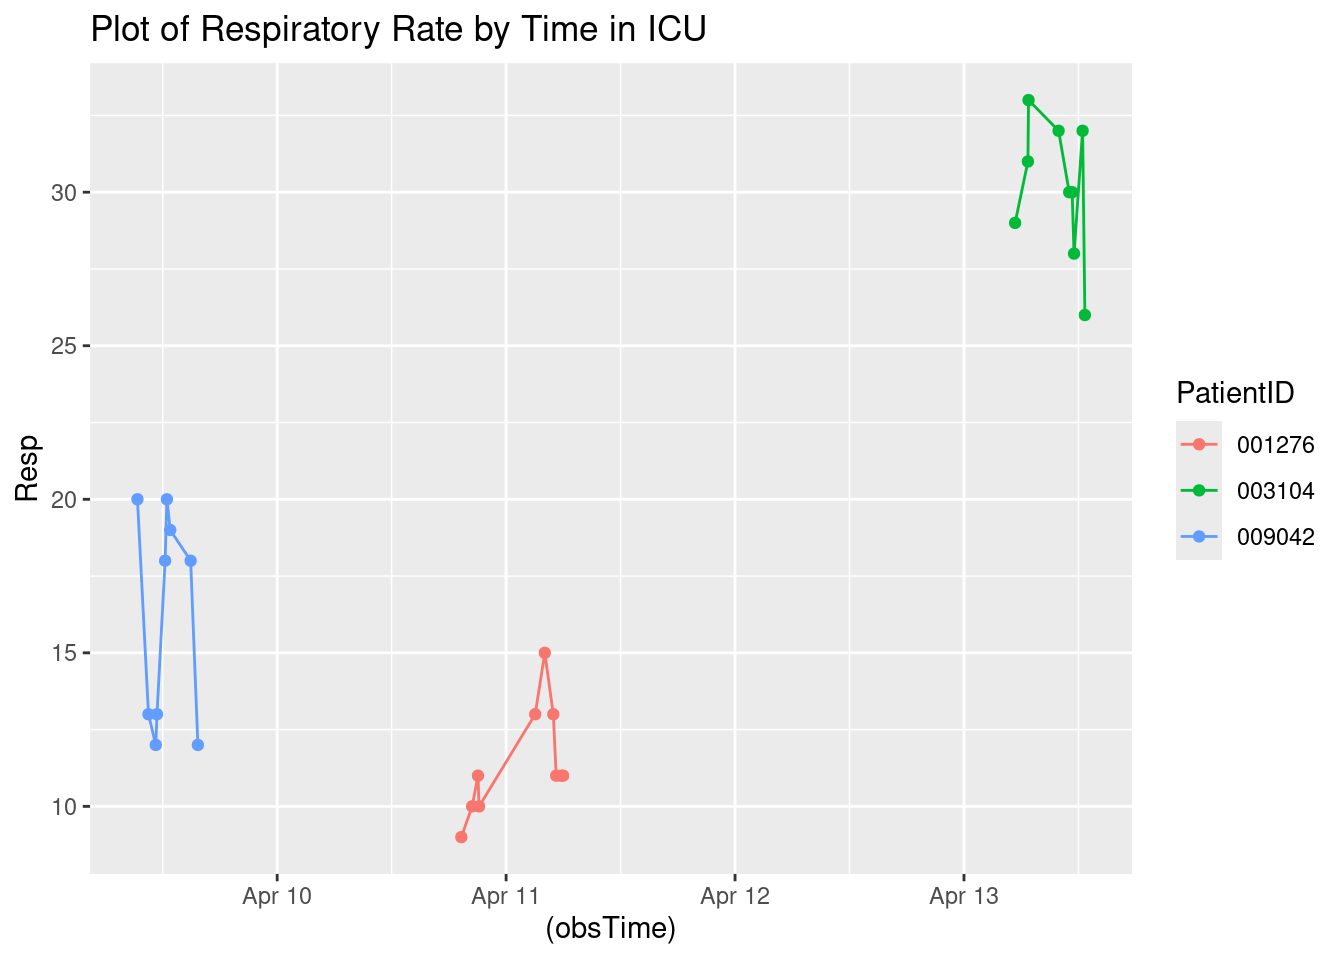 Plot of Respiratory Rate by Time in ICU
Resp
30
25
20
15
10
Apr 10
Apr 11
Apr 12
Apr 13
(obsTime)
PatientID
001276
003104
009042